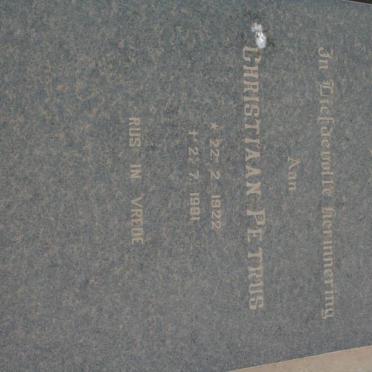 In Liefdevolle Herinnering
Aan
CHRISTIAAN PETRUS
* 22. 2. 1922
† 2. 7. 1991
RUS IN VREDE